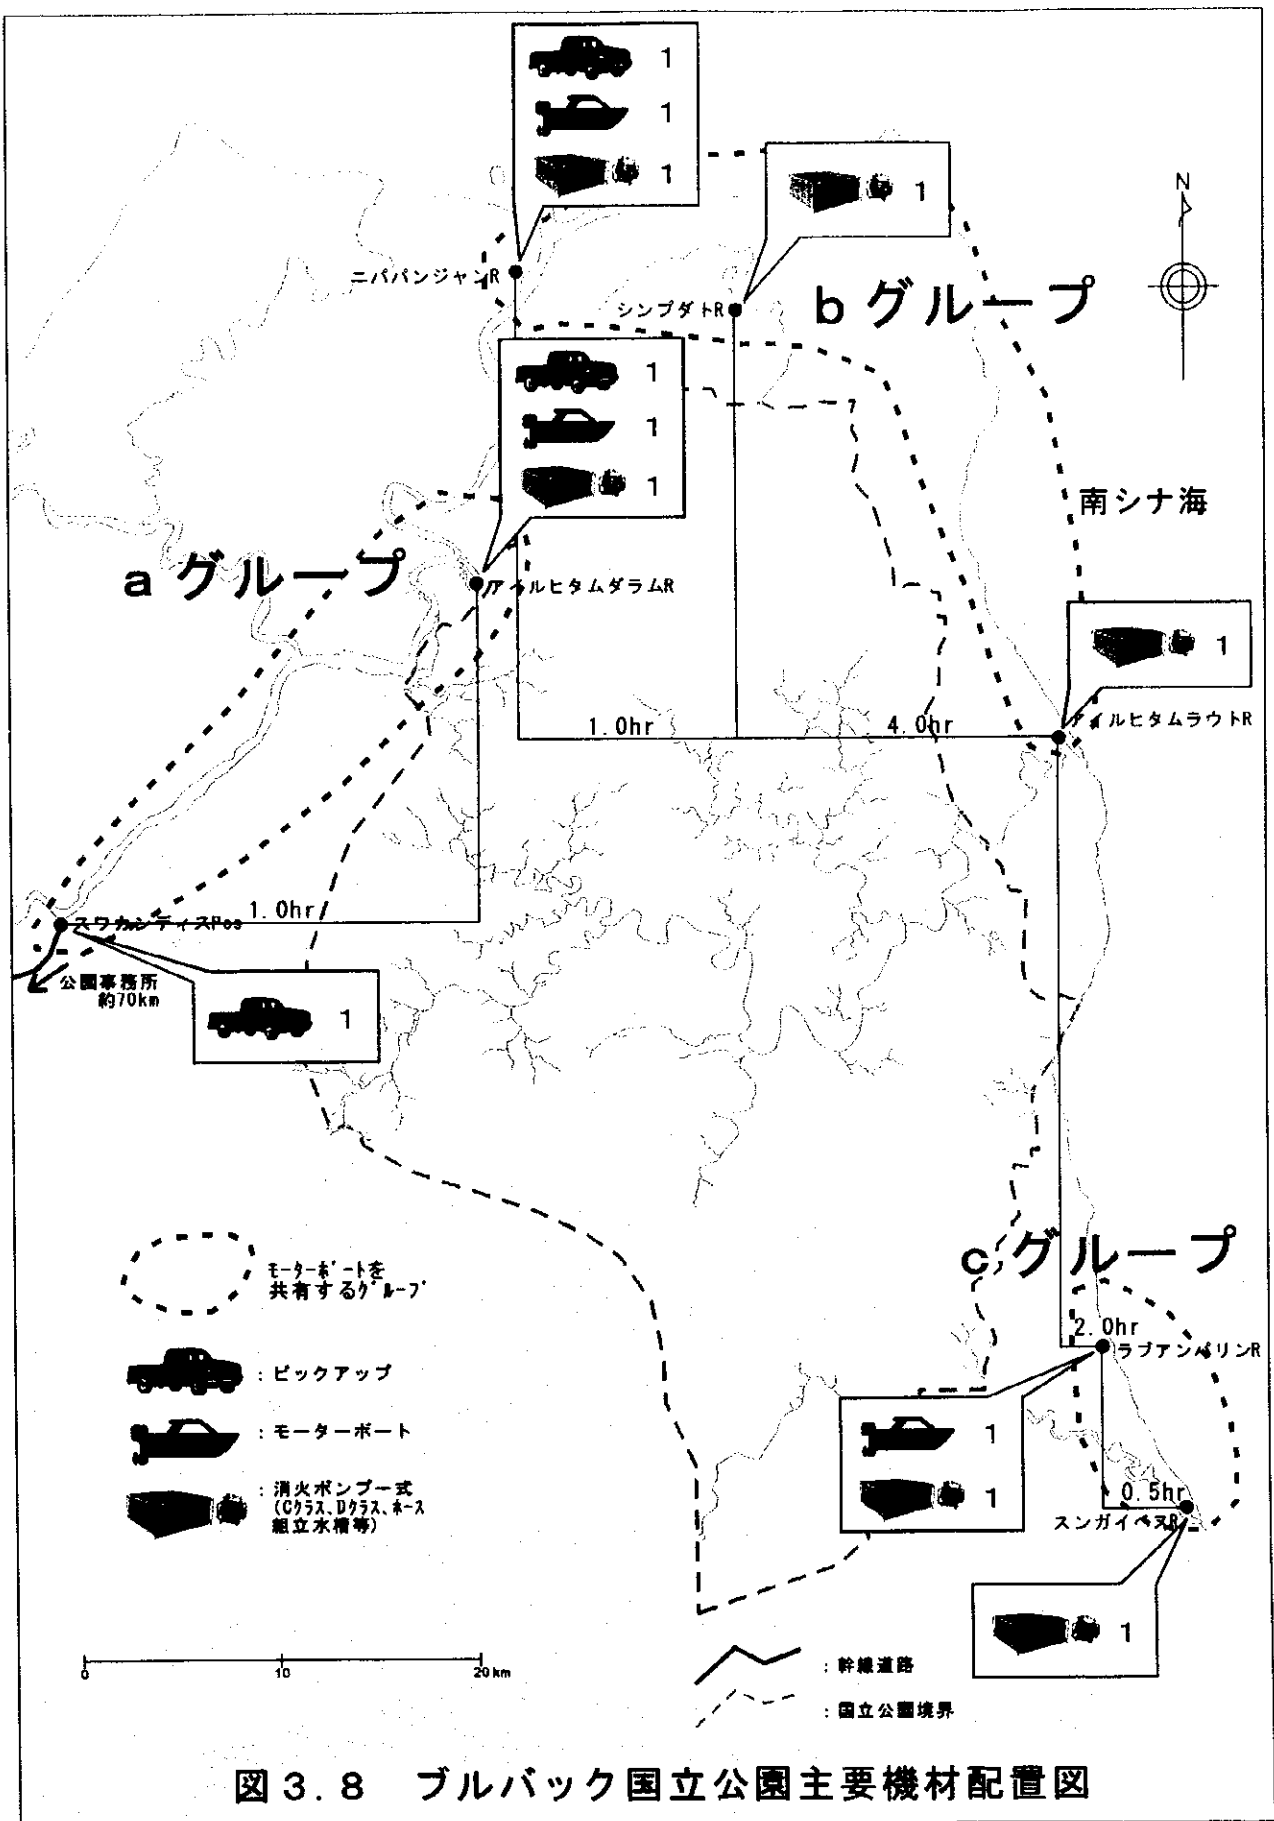 1
1
1
1
N
ニパパンジャンR
シンプダトR
bグループ
1
1
1
南シナ海
aグループ
アイルヒタムダラムR
1
アイルヒタムラウトR
1.0hr
4.0hr
1.0hr
スワカンディスPos
公園事務所
約70km
1
cグループ
モーターボートを
共有するグループ
2.0hr
ラブアンパリンR
: ピックアップ
1
: モーターボート
1
: 消火ポンプ一式
(Cクラス、Dクラス、ホース
組立水槽等)
0.5hr
スンガイベヌR
1
0
10
20km
: 幹線道路
: 国立公園境界
図3.8 ブルバック国立公園主要機材配置図